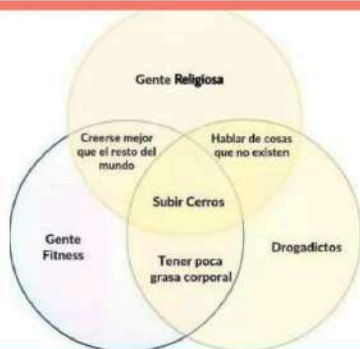 Gente Religiosa
Creerse mejor
que el resto del
mundo
Hablar de cosas
que no existen
Subir Cerros
Gente
Fitness
Tener poca
grasa corporal
Drogadictos